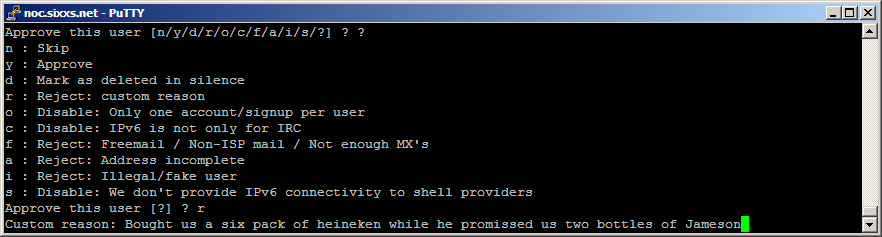 noc.sixxs.net - PuTTY
Approve this user [n/y/d/r/o/c/f/a/i/s/?] ? ?
n : Skip
y : Approve
d : Mark as deleted in silence
r : Reject: custom reason
o : Disable: Only one account/signup per user
c : Disable: IPv6 is not only for IRC
f : Reject: Freemail / Non-ISP mail / Not enough MX's
a : Reject: Address incomplete
i : Reject: Illegal/fake user
s : Disable: We don't provide IPv6 connectivity to shell providers
Approve this user [?] ? r
Custom reason: Bought us a six pack of heineken while he promissed us two bottles of Jameson